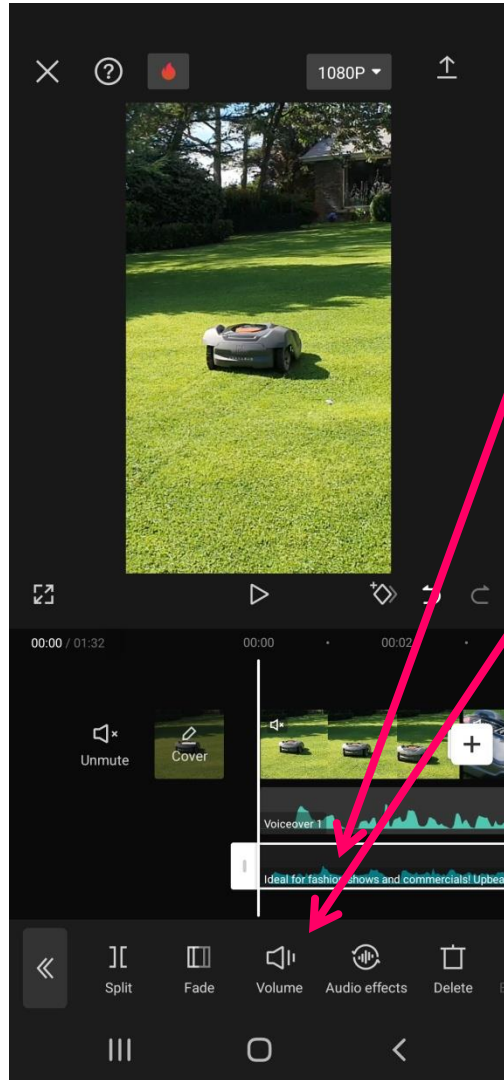 1080P
00:00 / 01:32
00:00
00:02
Unmute
Cover
Voiceover 1
Ideal for fashion shows and commercials! Upbea
Split
Fade
Volume
Audio effects
Delete